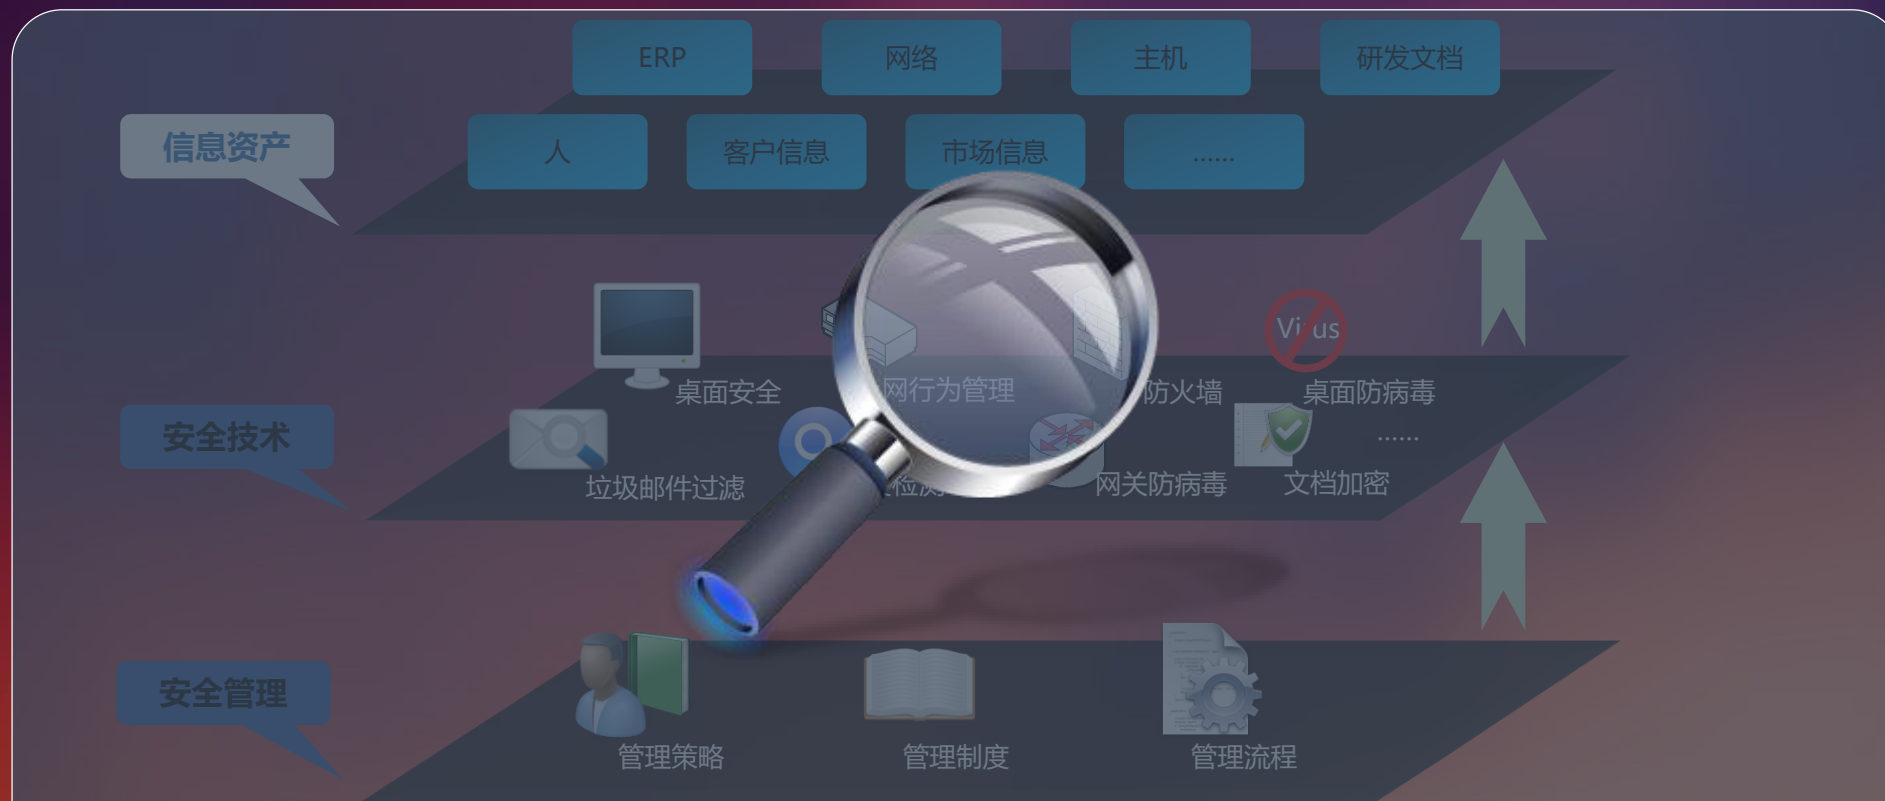 ERP 网络 主机 研发文档
信息资产
人 客户信息 市场信息 ......
Virus
桌面安全 网行为管理 防火墙 桌面防病毒
安全技术
......
垃圾邮件过滤 检测 网关防病毒 文档加密
安全管理
管理策略 管理制度 管理流程